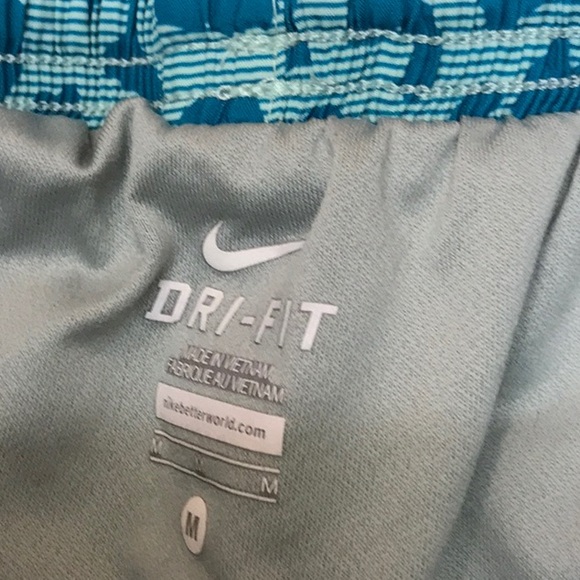 DRI-FIT
MADE IN VIETNAM
FABRIQUE AU VIETNAM
nikebetterworld.com
M M
M